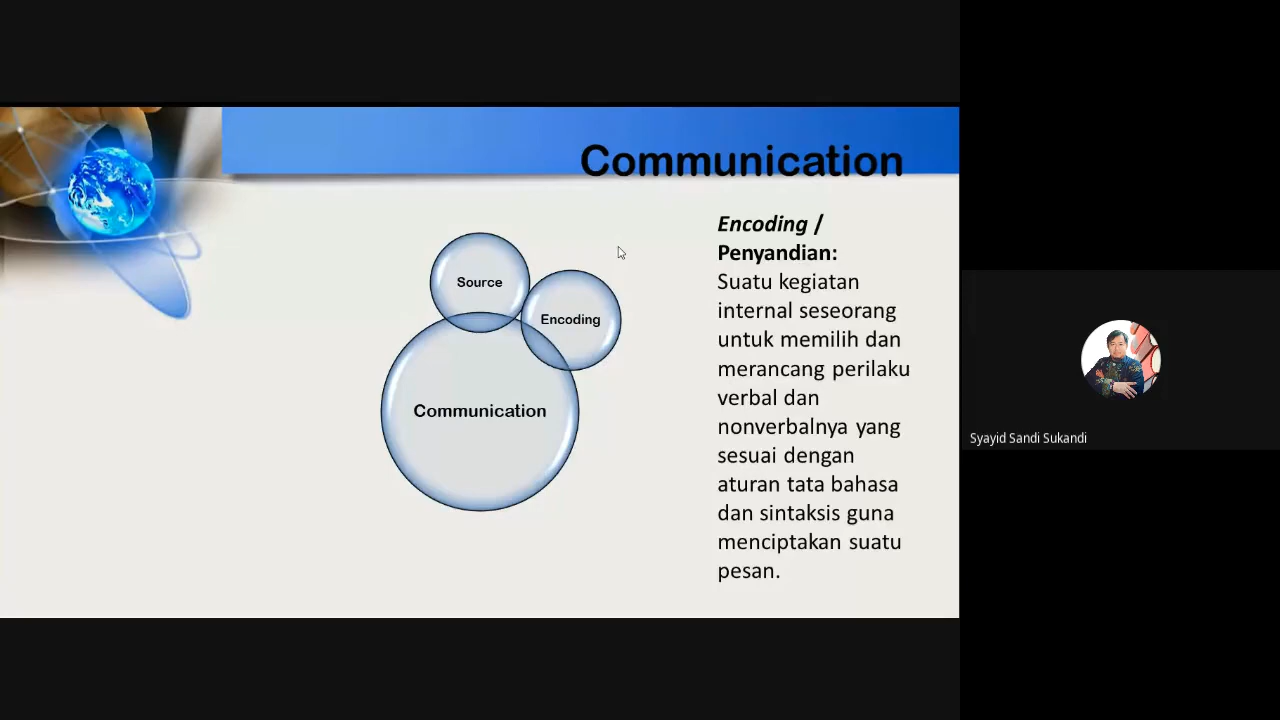 Communication
Source
Encoding
Communication
Encoding /
Penyandian:
Suatu kegiatan
internal seseorang
untuk memilih dan
merancang perilaku
verbal dan
nonverbalnya yang
sesuai dengan
aturan tata bahasa
dan sintaksis guna
menciptakan suatu
pesan.
Syayid Sandi Sukandi